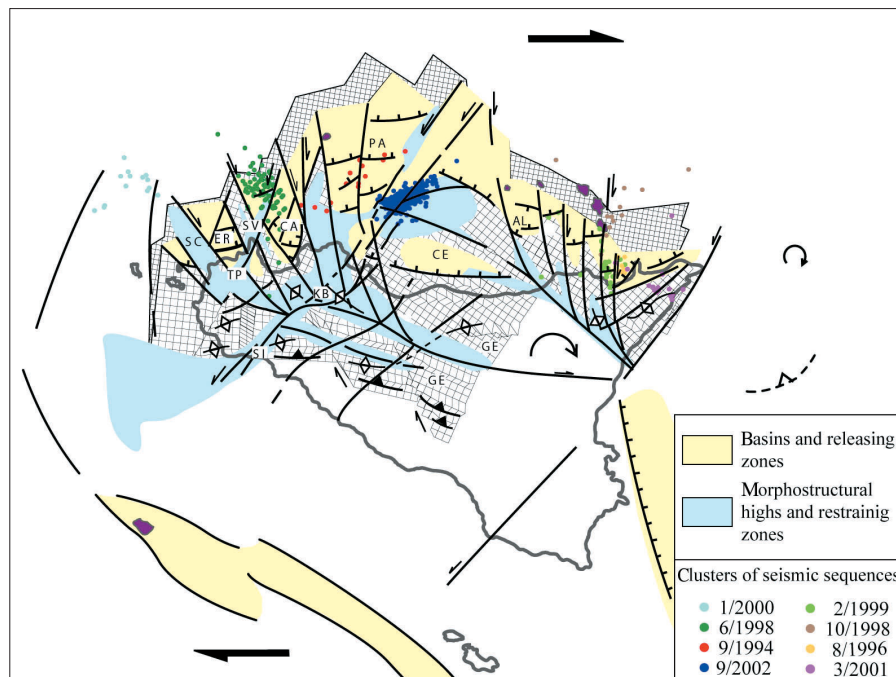 PA
SV
CA
SC
ER
AL
TP
CE
KB
SI
GE
GE
Basins and releasing
zones
Morphostructural
highs and restrainig
zones
Clusters of seismic sequences
1/2000
2/1999
6/1998
10/1998
9/1994
8/1996
9/2002
3/2001